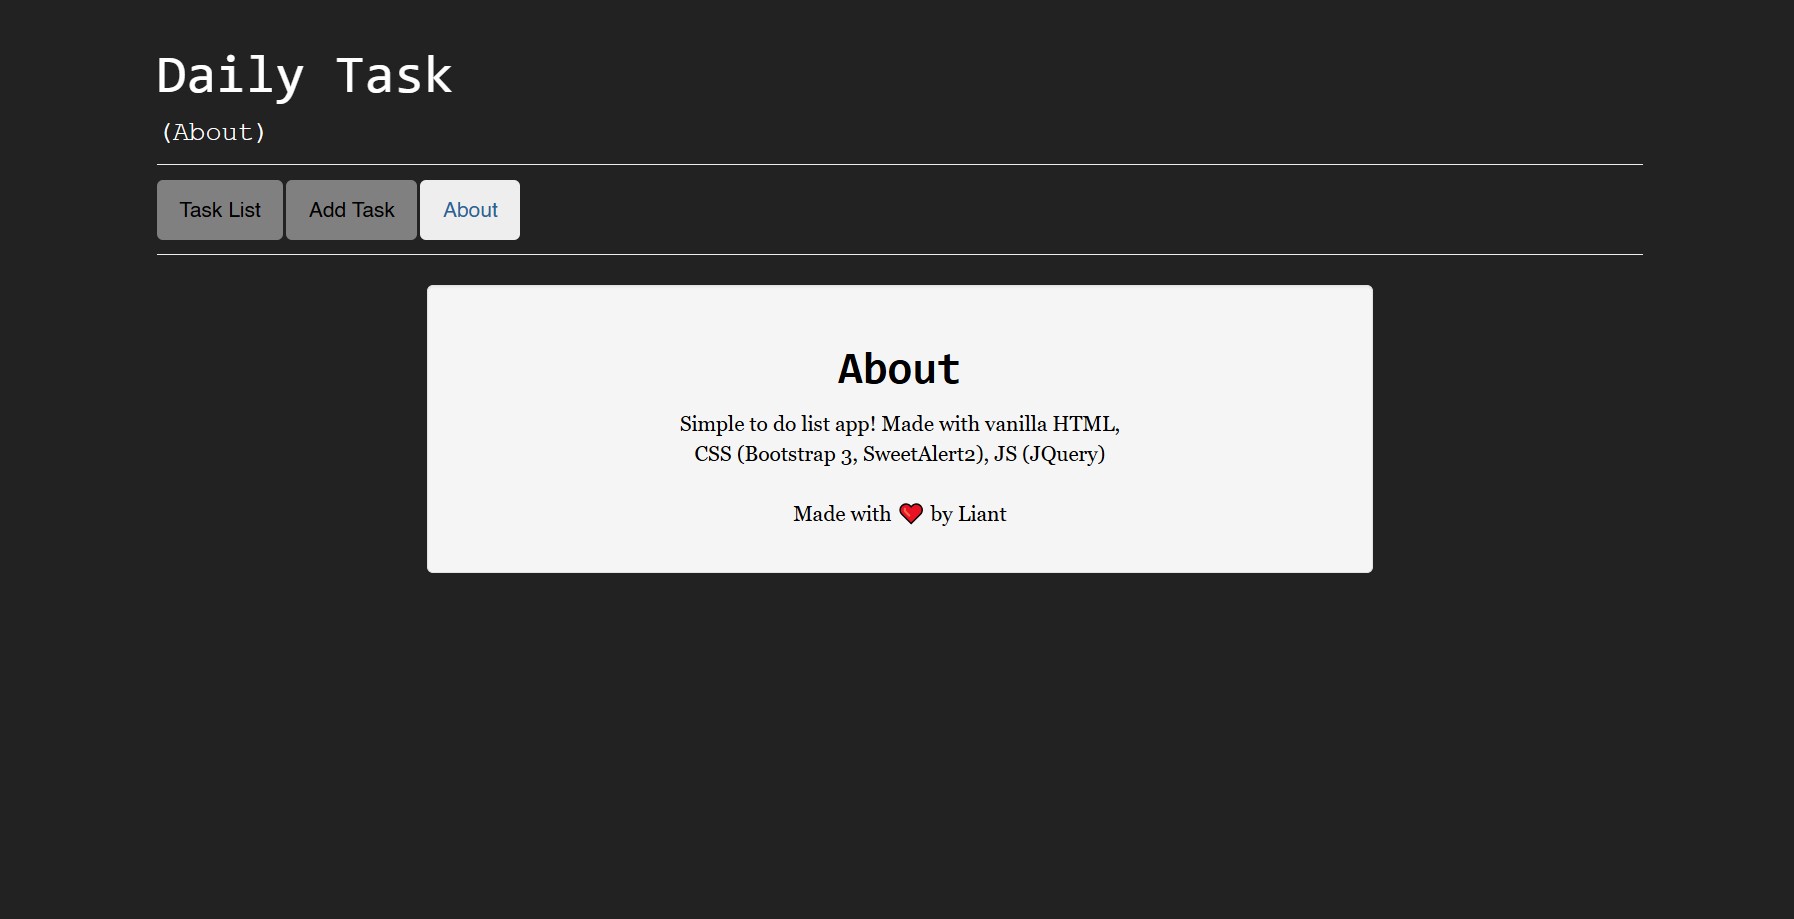 Daily Task
(About)
Task List
Add Task
About
About
Simple to do list app! Made with vanilla HTML,
CSS (Bootstrap 3, SweetAlert2), JS (JQuery)
Made with ❤️ by Liant